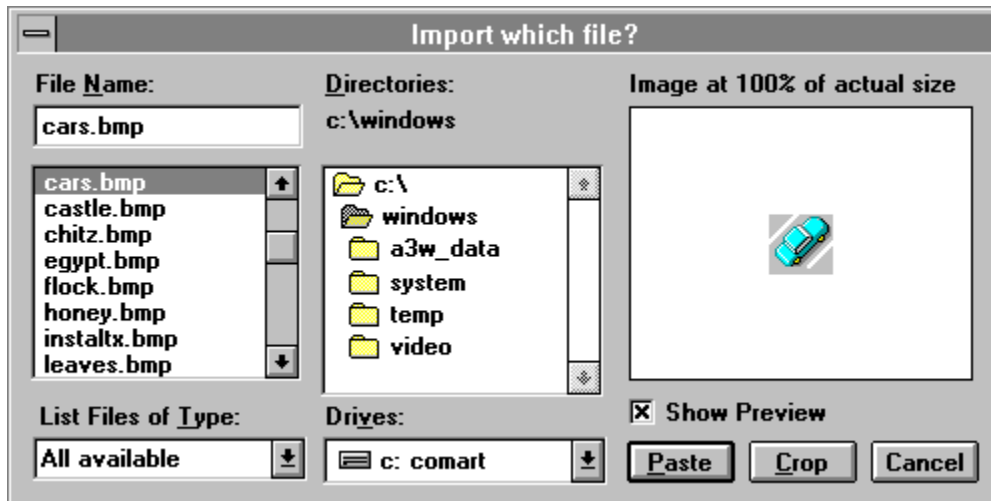 Import which file?
File Name:
cars.bmp
cars.bmp
castle.bmp
chitz.bmp
egypt.bmp
flock.bmp
honey.bmp
instaltx.bmp
leaves.bmp
List Files of Type:
All available
Directories:
c:\windows
c:\
windows
a3w_data
system
temp
video
Drives:
c: comart
Image at 100% of actual size
Show Preview
Paste
Crop
Cancel